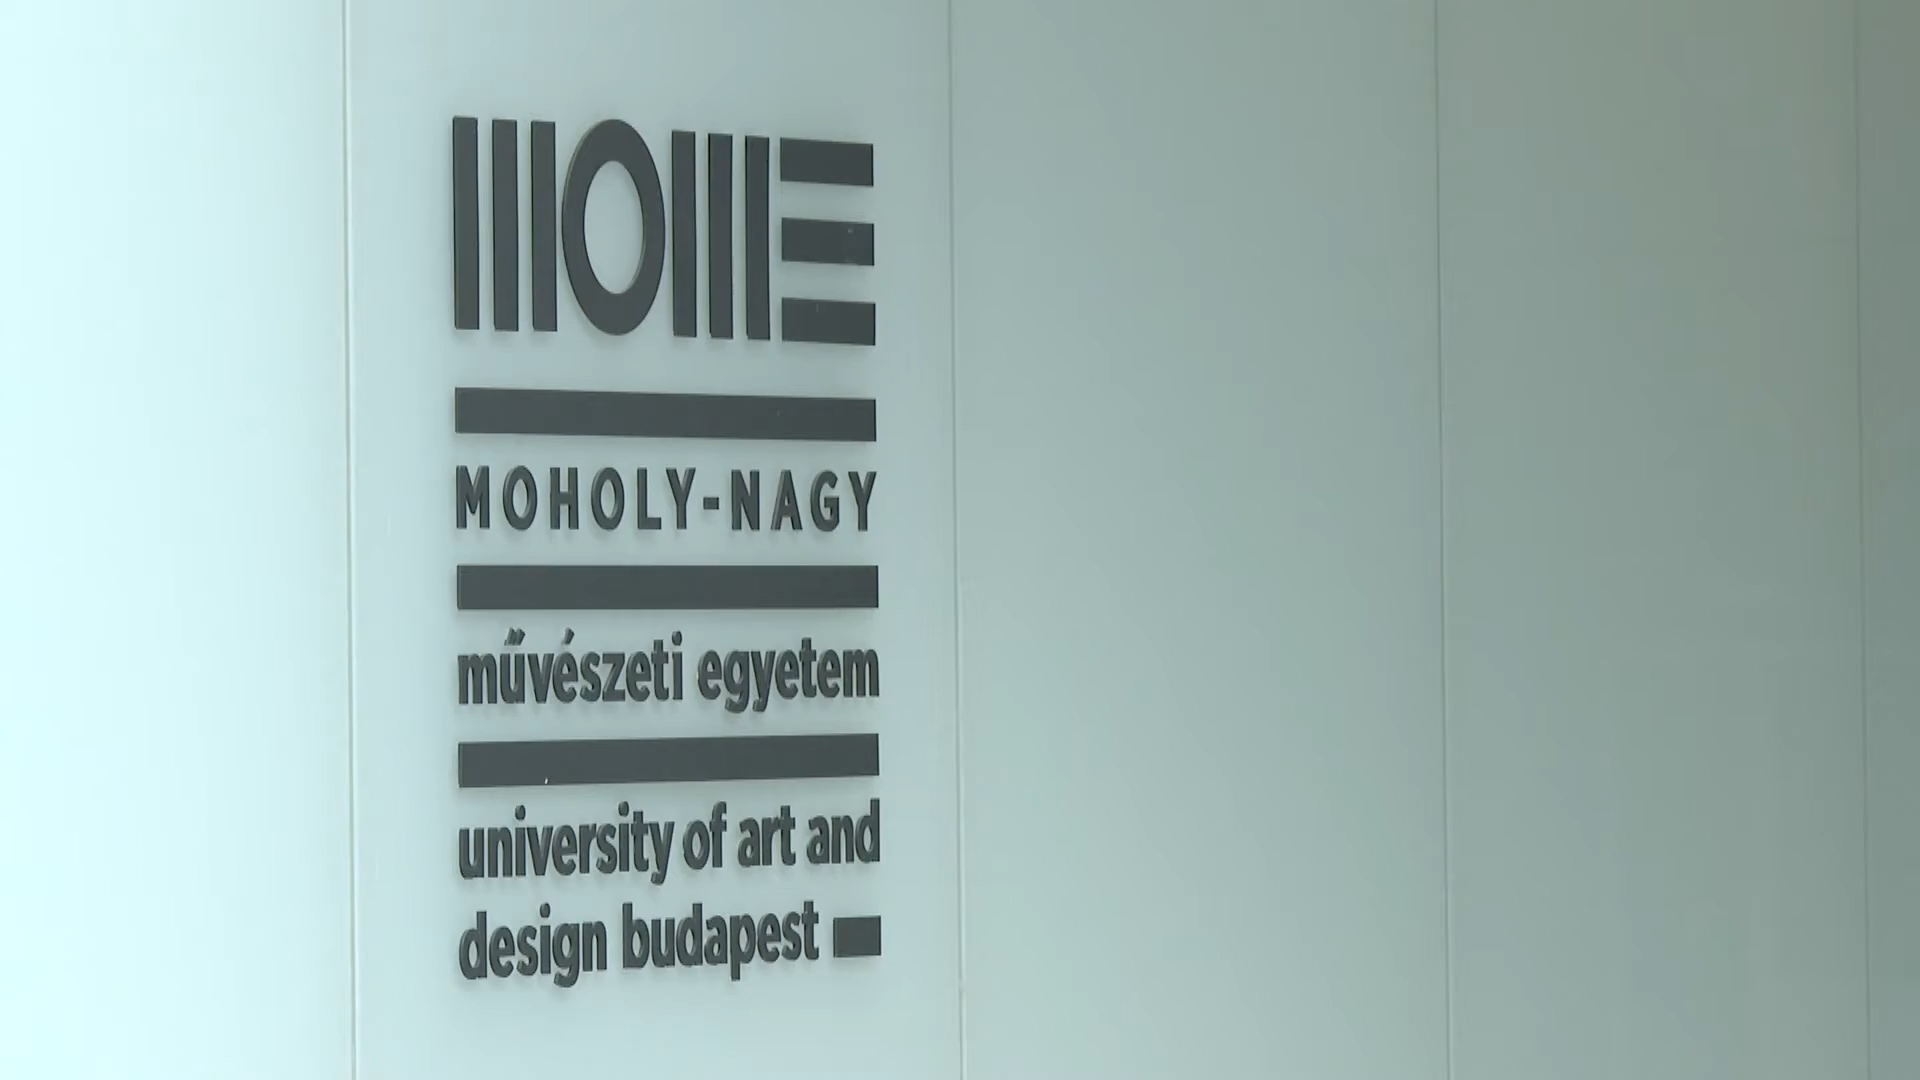 MOME
MOHOLY-NAGY
művészeti egyetem
university of art and
design budapest